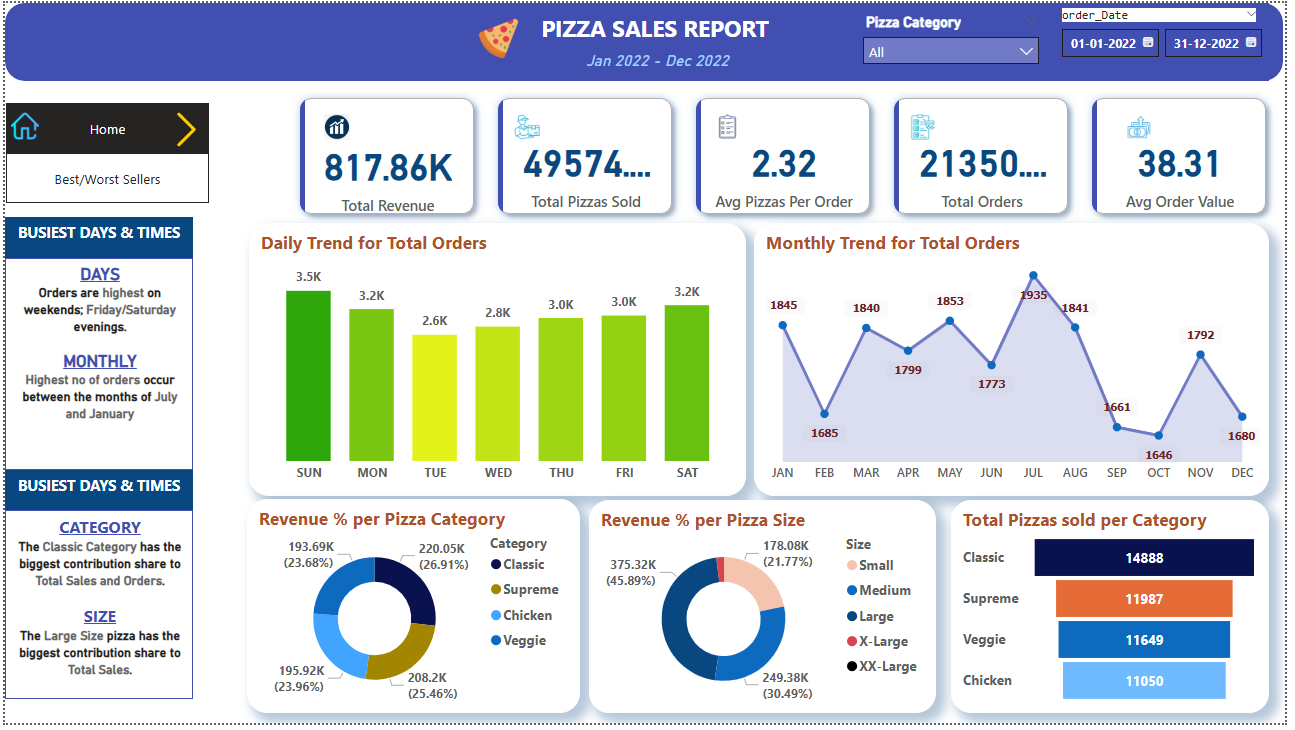 PIZZA SALES REPORT
Jan 2022 - Dec 2022
Pizza Category
All
order_Date
01-01-2022
31-12-2022
Home
Best/Worst Sellers
817.86K
Total Revenue
49574....
Total Pizzas Sold
2.32
Avg Pizzas Per Order
21350....
Total Orders
38.31
Avg Order Value
BUSIEST DAYS & TIMES
DAYS
Orders are highest on
weekends; Friday/Saturday
evenings.
MONTHLY
Highest no of orders occur
between the months of July
and January
BUSIEST DAYS & TIMES
CATEGORY
The Classic Category has the
biggest contribution share to
Total Sales and Orders.
SIZE
The Large Size pizza has the
biggest contribution share to
Total Sales.
Daily Trend for Total Orders
3.5K
3.2K
2.6K
2.8K
3.0K
3.0K
3.2K
SUN MON TUE WED THU FRI SAT
Monthly Trend for Total Orders
1845
1685
1840
1799
1853
1773
1935
1841
1661
1646
1792
1680
JAN FEB MAR APR MAY JUN JUL AUG SEP OCT NOV DEC
Revenue % per Pizza Category
193.69K
(23.68%)
220.05K
(26.91%)
195.92K
(23.96%)
208.2K
(25.46%)
Category
Classic
Supreme
Chicken
Veggie
Revenue % per Pizza Size
375.32K
(45.89%)
178.08K
(21.77%)
249.38K
(30.49%)
Size
Small
Medium
Large
X-Large
XX-Large
Total Pizzas sold per Category
Classic 14888
Supreme 11987
Veggie 11649
Chicken 11050